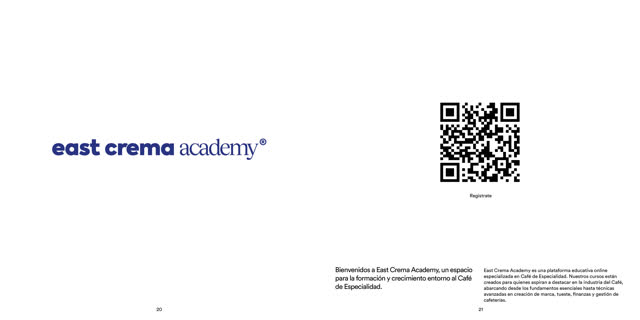 east crema academy®
Regístrate
Bienvenidos a East Crema Academy, un espacio
para la formación y crecimiento entorno al Café
de Especialidad.
East Crema Academy es una plataforma educativa online
especializada en Café de Especialidad. Nuestros cursos están
creados para quienes aspiran a destacar en la industria del Café,
abarcando desde los fundamentos esenciales hasta técnicas
avanzadas en creación de marca, tueste, finanzas y gestión de
cafeterías.
20
21